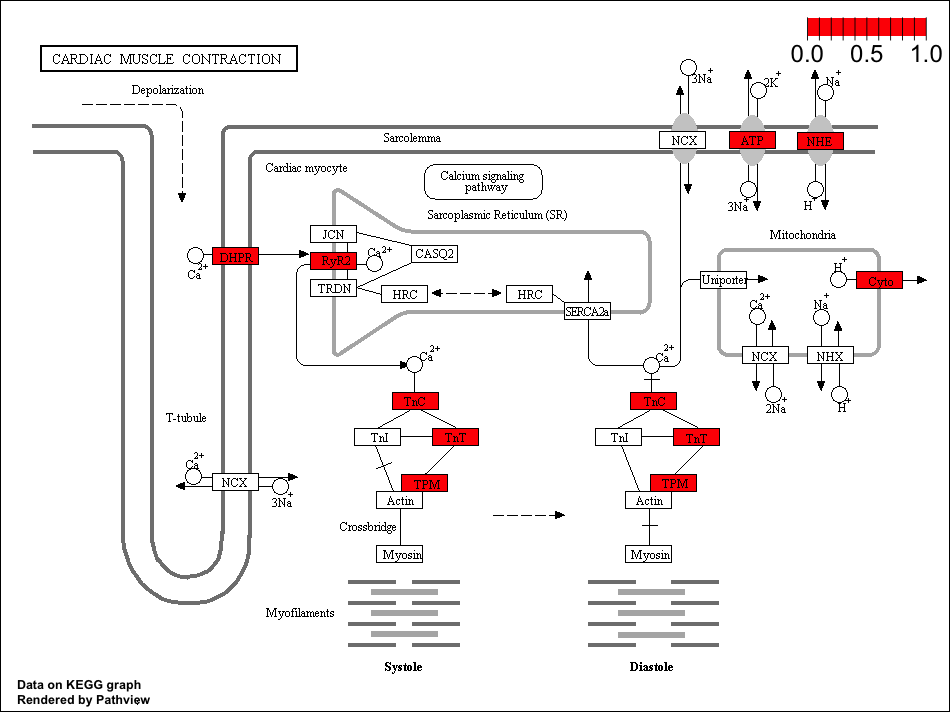 0.0 0.5 1.0
CARDIAC MUSCLE CONTRACTION
Depolarization
3Na+
2K+
Na+
Sarcolemma
NCX
ATP
NHE
Cardiac myocyte
Calcium signaling
pathway
3Na+
H+
Sarcoplasmic Reticulum (SR)
Mitochondria
JCN
DHPR
Ca2+
RyR2
Ca2+
CASQ2
TRDN
HRC
HRC
SERCA2a
Uniporter
H+
Cyto
Ca2+
Na+
NCX
NHX
2Na+
H+
Ca2+
Ca2+
TnC
TnC
T-tubule
TnI
TnT
TnI
TnT
Ca2+
NCX
3Na+
TPM
Actin
TPM
Actin
Crossbridge
Myosin
Myosin
Myofilaments
Systole
Diastole
Data on KEGG graph
Rendered by Pathview